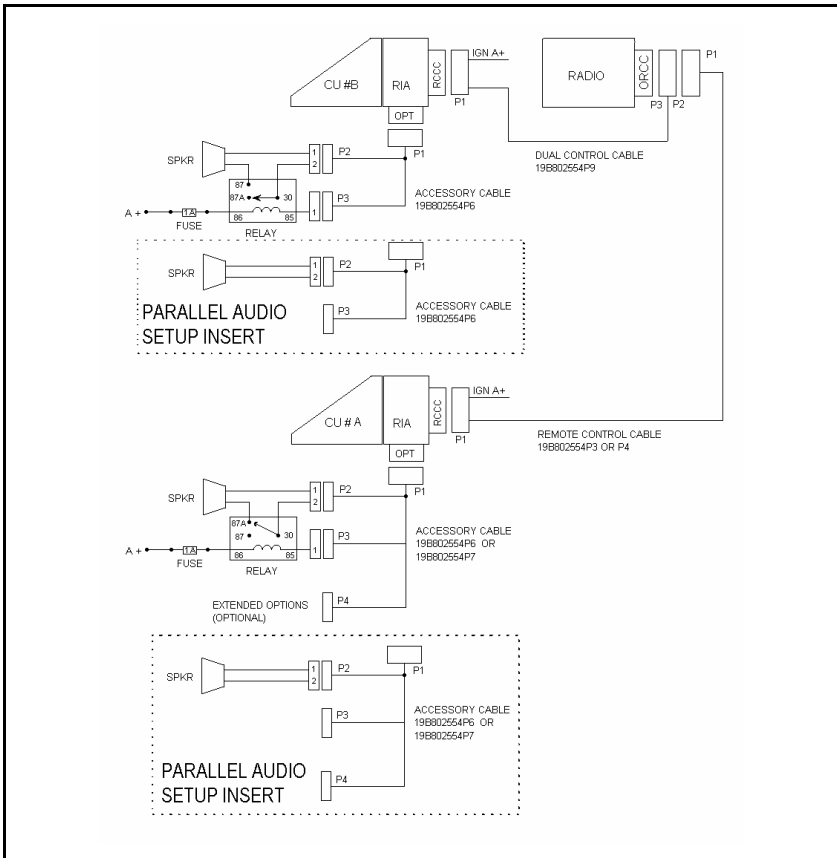 IGN A+
P1
CU #B
RIA
RCCC
RADIO
ORCC
P1
P3
P2
OPT
P1
DUAL CONTROL CABLE
19B802554P9
SPKR
1
2
P2
87
87A
30
P3
ACCESSORY CABLE
19B802554P6
A +
1A
FUSE
86
85
1
RELAY
SPKR
1
2
P2
P1
PARALLEL AUDIO
SETUP INSERT
P3
ACCESSORY CABLE
19B802554P6
IGN A+
CU # A
RIA
RCCC
P1
OPT
REMOTE CONTROL CABLE
19B802554P3 OR P4
P1
SPKR
1
2
P2
87A
87
30
P3
ACCESSORY CABLE
19B802554P6 OR
19B802554P7
A +
1A
FUSE
86
85
1
RELAY
EXTENDED OPTIONS
(OPTIONAL)
P4
SPKR
1
2
P2
P1
P3
ACCESSORY CABLE
19B802554P6 OR
19B802554P7
PARALLEL AUDIO
SETUP INSERT
P4